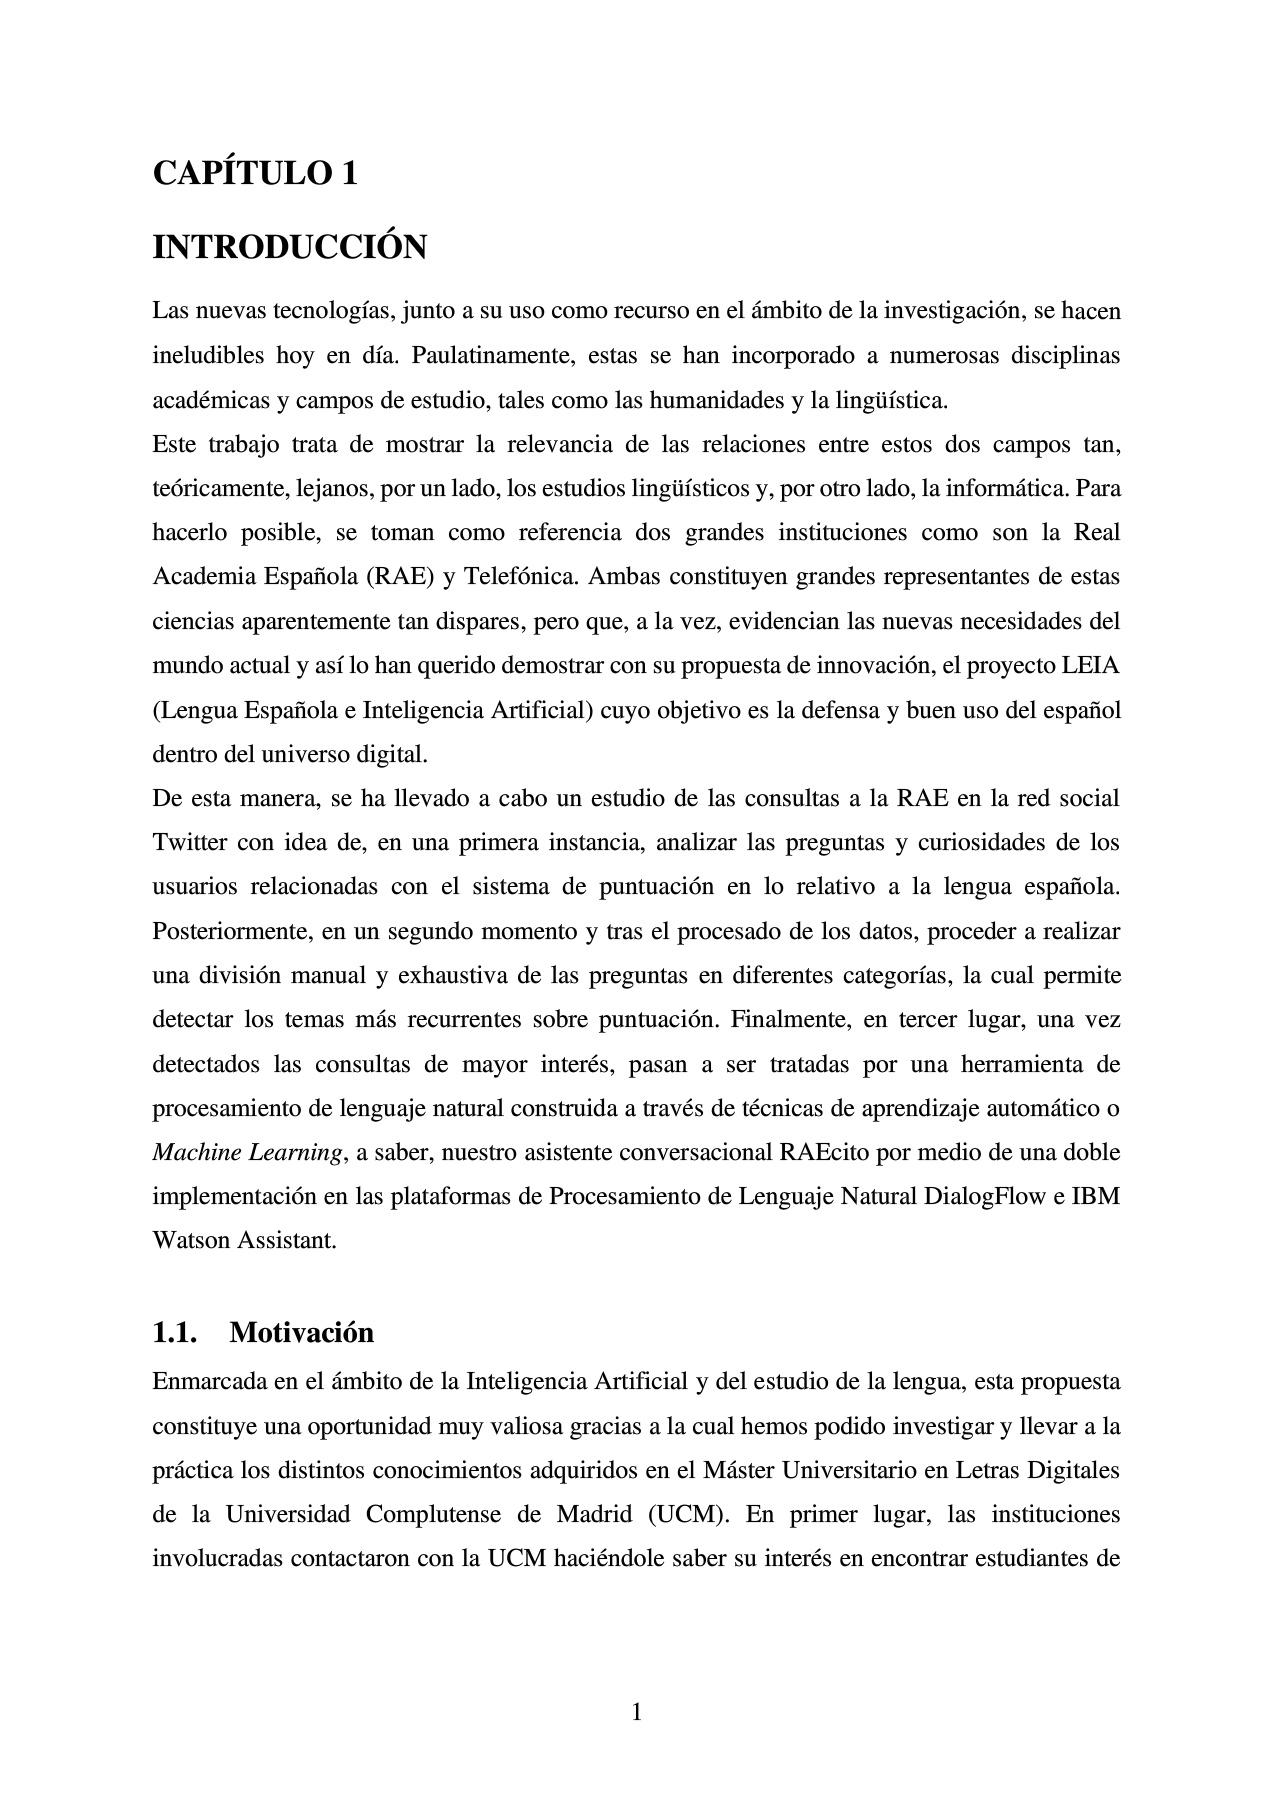 CAPÍTULO 1
INTRODUCCIÓN
Las nuevas tecnologías, junto a su uso como recurso en el ámbito de la investigación, se hacen
ineludibles hoy en día. Paulatinamente, estas se han incorporado a numerosas disciplinas
académicas y campos de estudio, tales como las humanidades y la lingüística.
Este trabajo trata de mostrar la relevancia de las relaciones entre estos dos campos tan,
teóricamente, lejanos, por un lado, los estudios lingüísticos y, por otro lado, la informática. Para
hacerlo posible, se toman como referencia dos grandes instituciones como son la Real
Academia Española (RAE) y Telefónica. Ambas constituyen grandes representantes de estas
ciencias aparentemente tan dispares, pero que, a la vez, evidencian las nuevas necesidades del
mundo actual y así lo han querido demostrar con su propuesta de innovación, el proyecto LEIA
(Lengua Española e Inteligencia Artificial) cuyo objetivo es la defensa y buen uso del español
dentro del universo digital.
De esta manera, se ha llevado a cabo un estudio de las consultas a la RAE en la red social
Twitter con idea de, en una primera instancia, analizar las preguntas y curiosidades de los
usuarios relacionadas con el sistema de puntuación en lo relativo a la lengua española.
Posteriormente, en un segundo momento y tras el procesado de los datos, proceder a realizar
una división manual y exhaustiva de las preguntas en diferentes categorías, la cual permite
detectar los temas más recurrentes sobre puntuación. Finalmente, en tercer lugar, una vez
detectados las consultas de mayor interés, pasan a ser tratadas por una herramienta de
procesamiento de lenguaje natural construida a través de técnicas de aprendizaje automático o
Machine Learning, a saber, nuestro asistente conversacional RAEcito por medio de una doble
implementación en las plataformas de Procesamiento de Lenguaje Natural DialogFlow e IBM
Watson Assistant.
1.1. Motivación
Enmarcada en el ámbito de la Inteligencia Artificial y del estudio de la lengua, esta propuesta
constituye una oportunidad muy valiosa gracias a la cual hemos podido investigar y llevar a la
práctica los distintos conocimientos adquiridos en el Máster Universitario en Letras Digitales
de la Universidad Complutense de Madrid (UCM). En primer lugar, las instituciones
involucradas contactaron con la UCM haciéndole saber su interés en encontrar estudiantes de
1